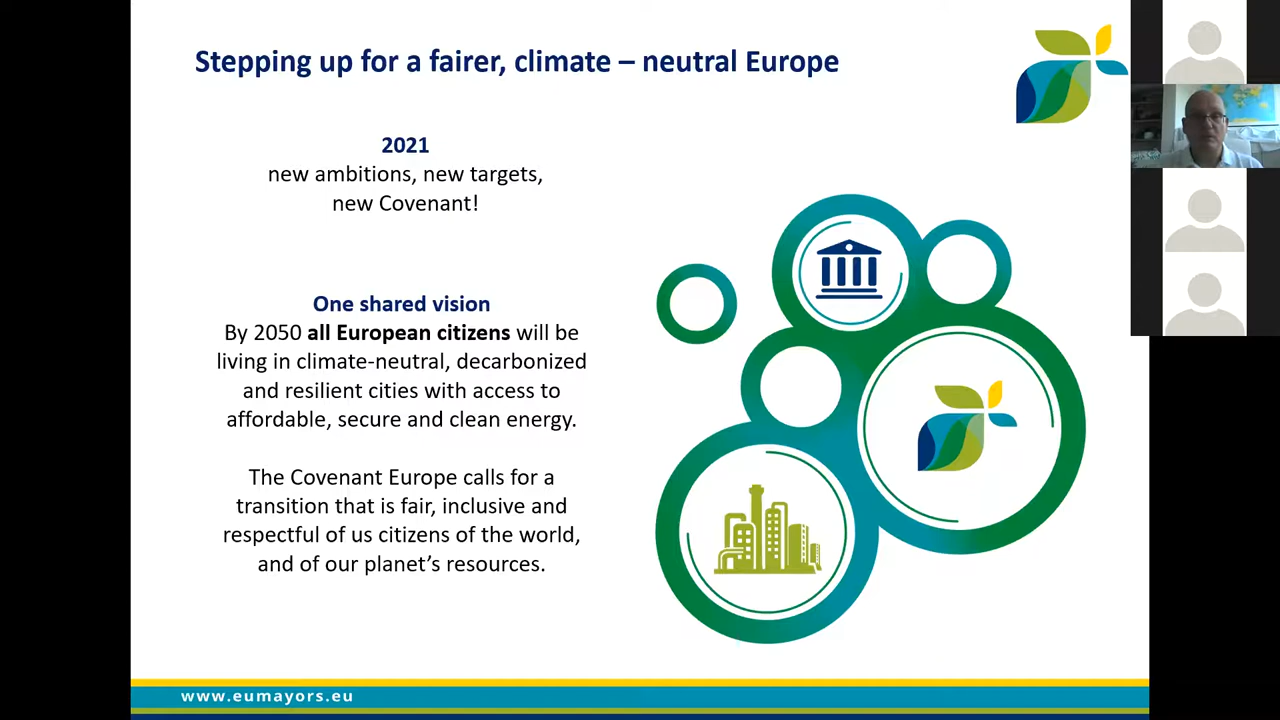 Stepping up for a fairer, climate – neutral Europe
2021
new ambitions, new targets,
new Covenant!
One shared vision
By 2050 all European citizens will be
living in climate-neutral, decarbonized
and resilient cities with access to
affordable, secure and clean energy.
The Covenant Europe calls for a
transition that is fair, inclusive and
respectful of us citizens of the world,
and of our planet’s resources.
www.eumayors.eu